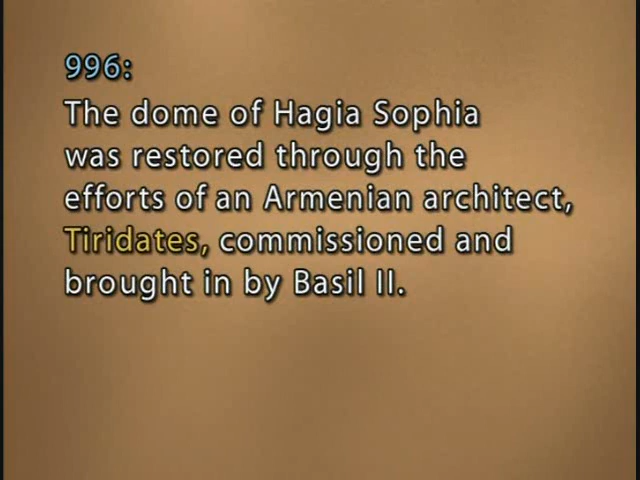 996:
The dome of Hagia Sophia
was restored through the
efforts of an Armenian architect,
Tiridates, commissioned and
brought in by Basil II.